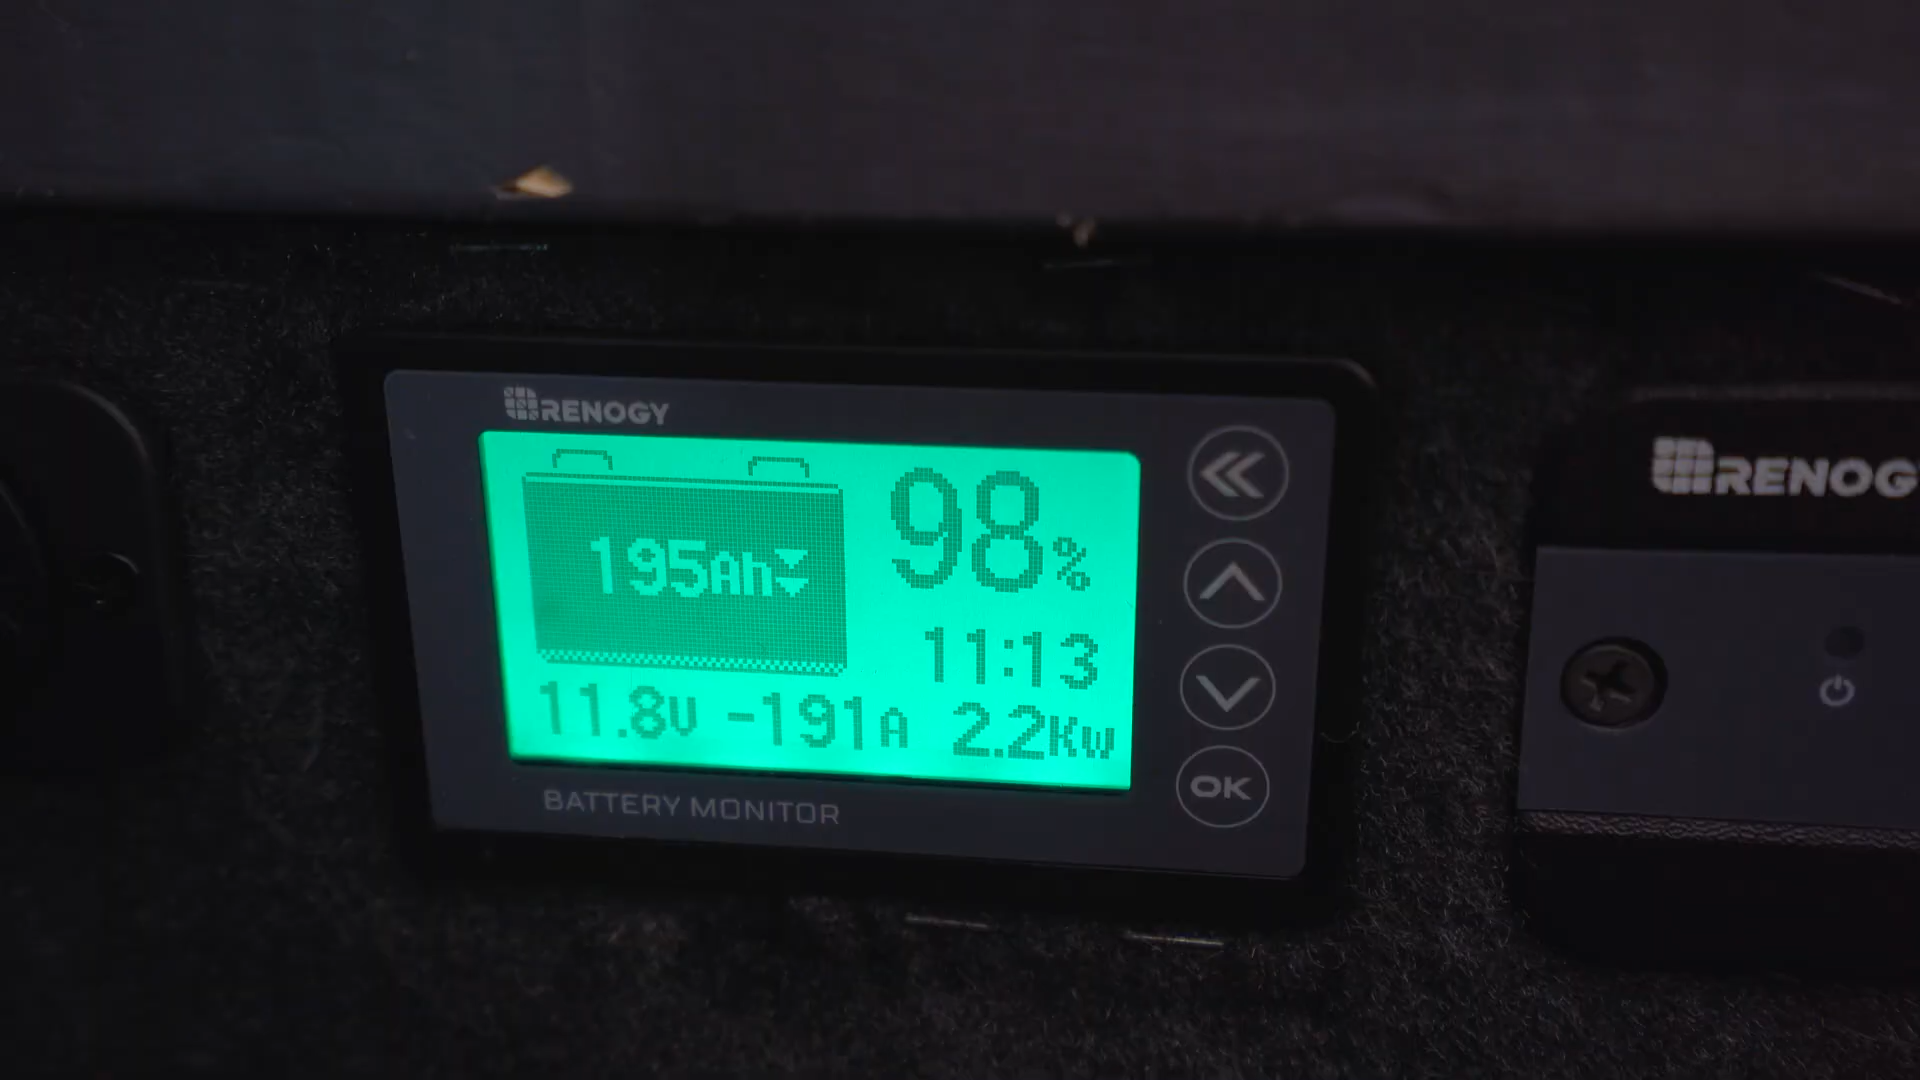 RENOGY
195Ah
98%
11:13
11.8V -191A 2.2Kw
BATTERY MONITOR
OK
RENOG